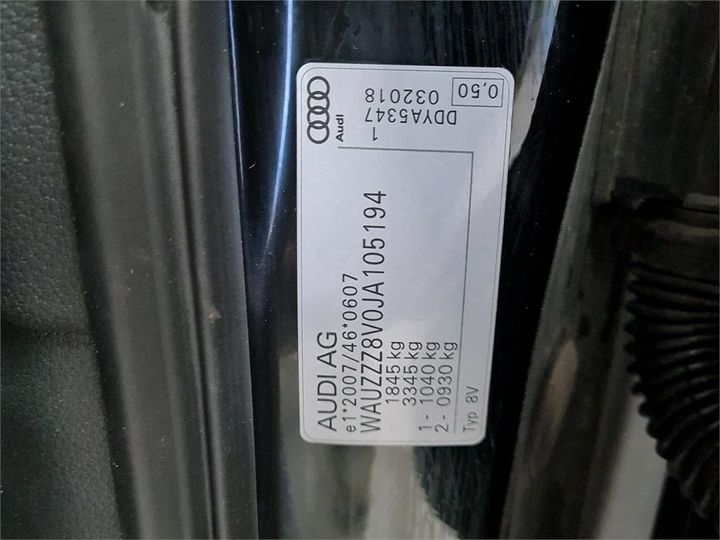 AUDI AG
e1*2007/46*0607
WAUZZZ8V0JA105194
1845 kg
3345 kg
1 - 1040 kg
2 - 0930 kg
Typ 8V
Audi
1
DDYA5347
032018
0,50